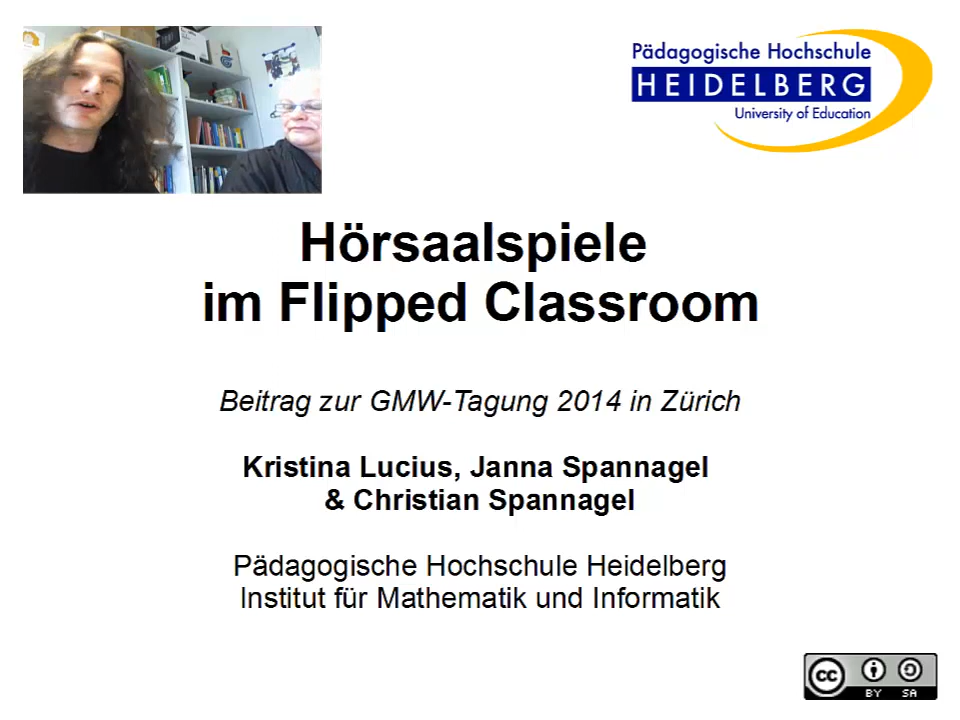 Pädagogische Hochschule
HEIDELBERG
University of Education
Hörsaalspiele
im Flipped Classroom
Beitrag zur GMW-Tagung 2014 in Zürich
Kristina Lucius, Janna Spannagel
& Christian Spannagel
Pädagogische Hochschule Heidelberg
Institut für Mathematik und Informatik
cc
BY SA